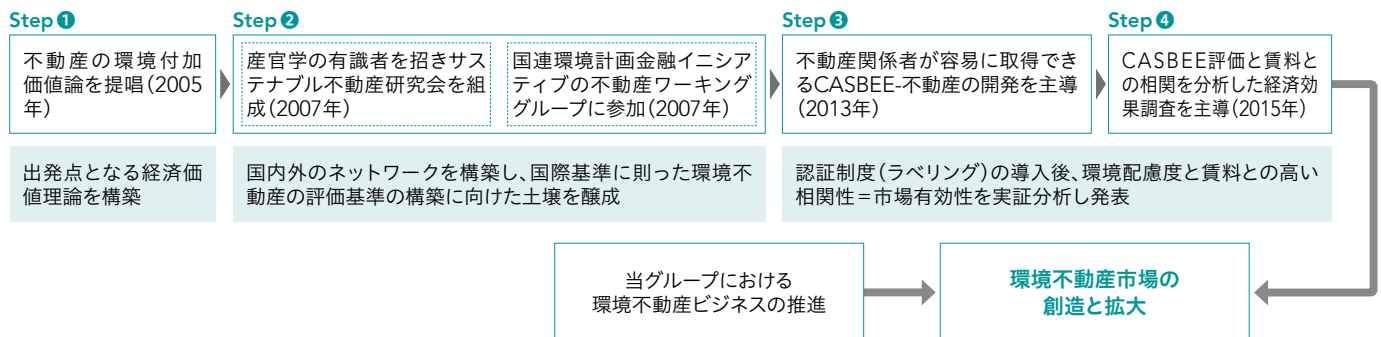 Step❶
不動産の環境付加
価値論を提唱（2005
年）
出発点となる経済価
値理論を構築
Step❷
産官学の有識者を招きサス
テナブル不動産研究会を組
成（2007年）
国連環境計画金融イニシア
ティブの不動産ワーキング
グループに参加（2007年）
国内外のネットワークを構築し、国際基準に則った環境不
動産の評価基準の構築に向けた土壌を醸成
Step❸
不動産関係者が容易に取得でき
るCASBEE-不動産の開発を主導
（2013年）
Step❹
CASBEE評価と賃料と
の相関を分析した経済効
果調査を主導（2015年）
認証制度（ラベリング）の導入後、環境配慮度と賃料との高い
相関性＝市場有効性を実証分析し発表
当グループにおける
環境不動産ビジネスの推進
環境不動産市場の
創造と拡大